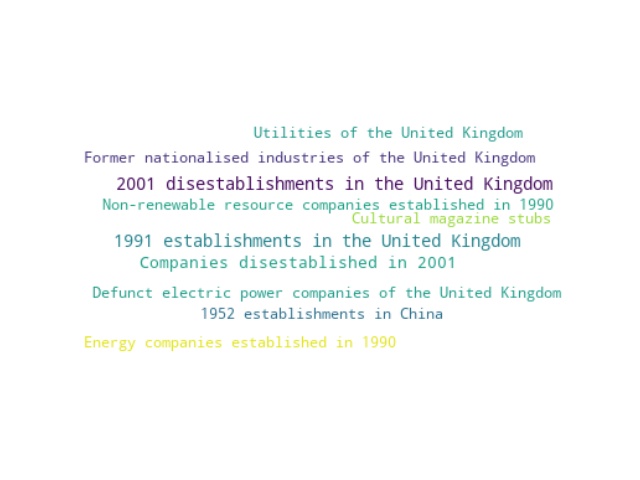 Utilities of the United Kingdom
Former nationalised industries of the United Kingdom
2001 disestablishments in the United Kingdom
Non-renewable resource companies established in 1990
Cultural magazine stubs
1991 establishments in the United Kingdom
Companies disestablished in 2001
Defunct electric power companies of the United Kingdom
1952 establishments in China
Energy companies established in 1990